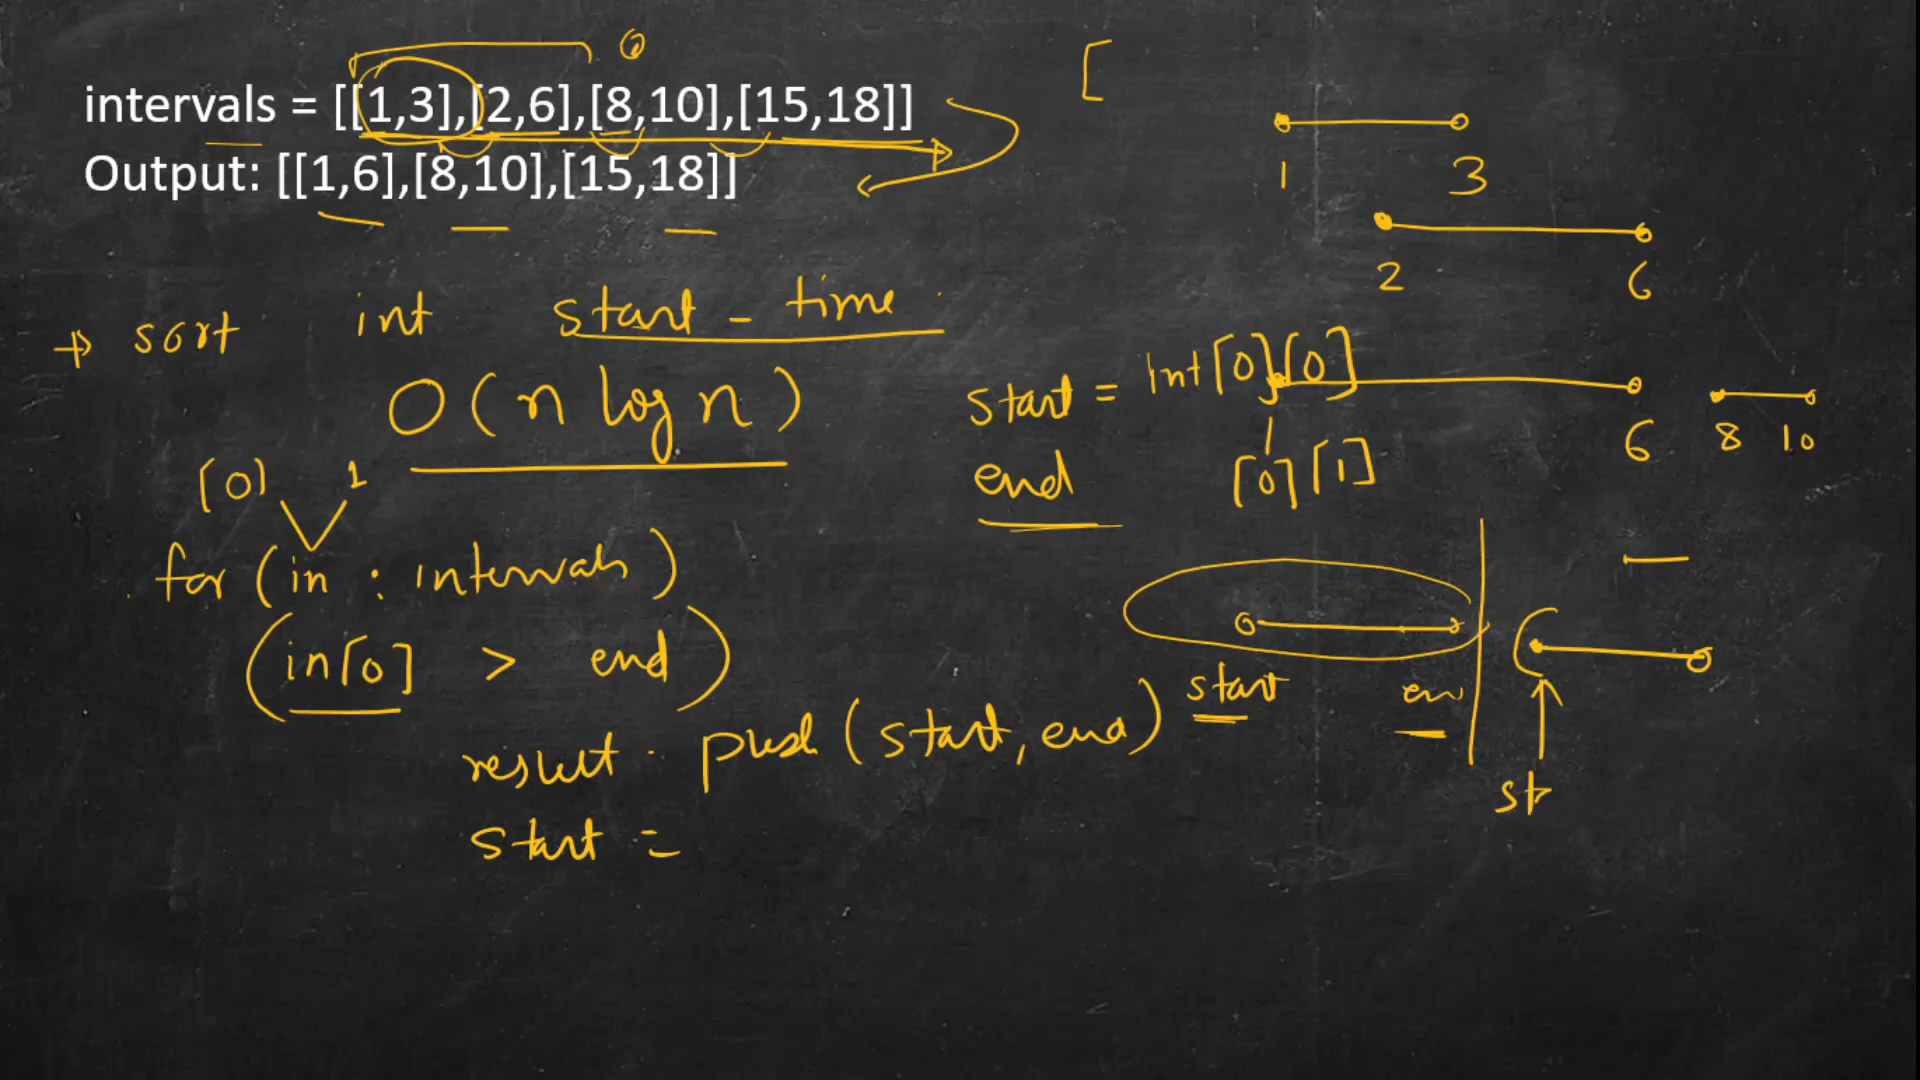 intervals = [[1,3],[2,6],[8,10],[15,18]]
Output: [[1,6],[8,10],[15,18]]
[
1 3
2 6
→ sort int start - time
O(n log n)
start = int[0][0]
end [0][1]
1 6 8 10
[0] 1
for (in : intervals)
(in[0] > end)
result. push (start, end)
start =
start en
st